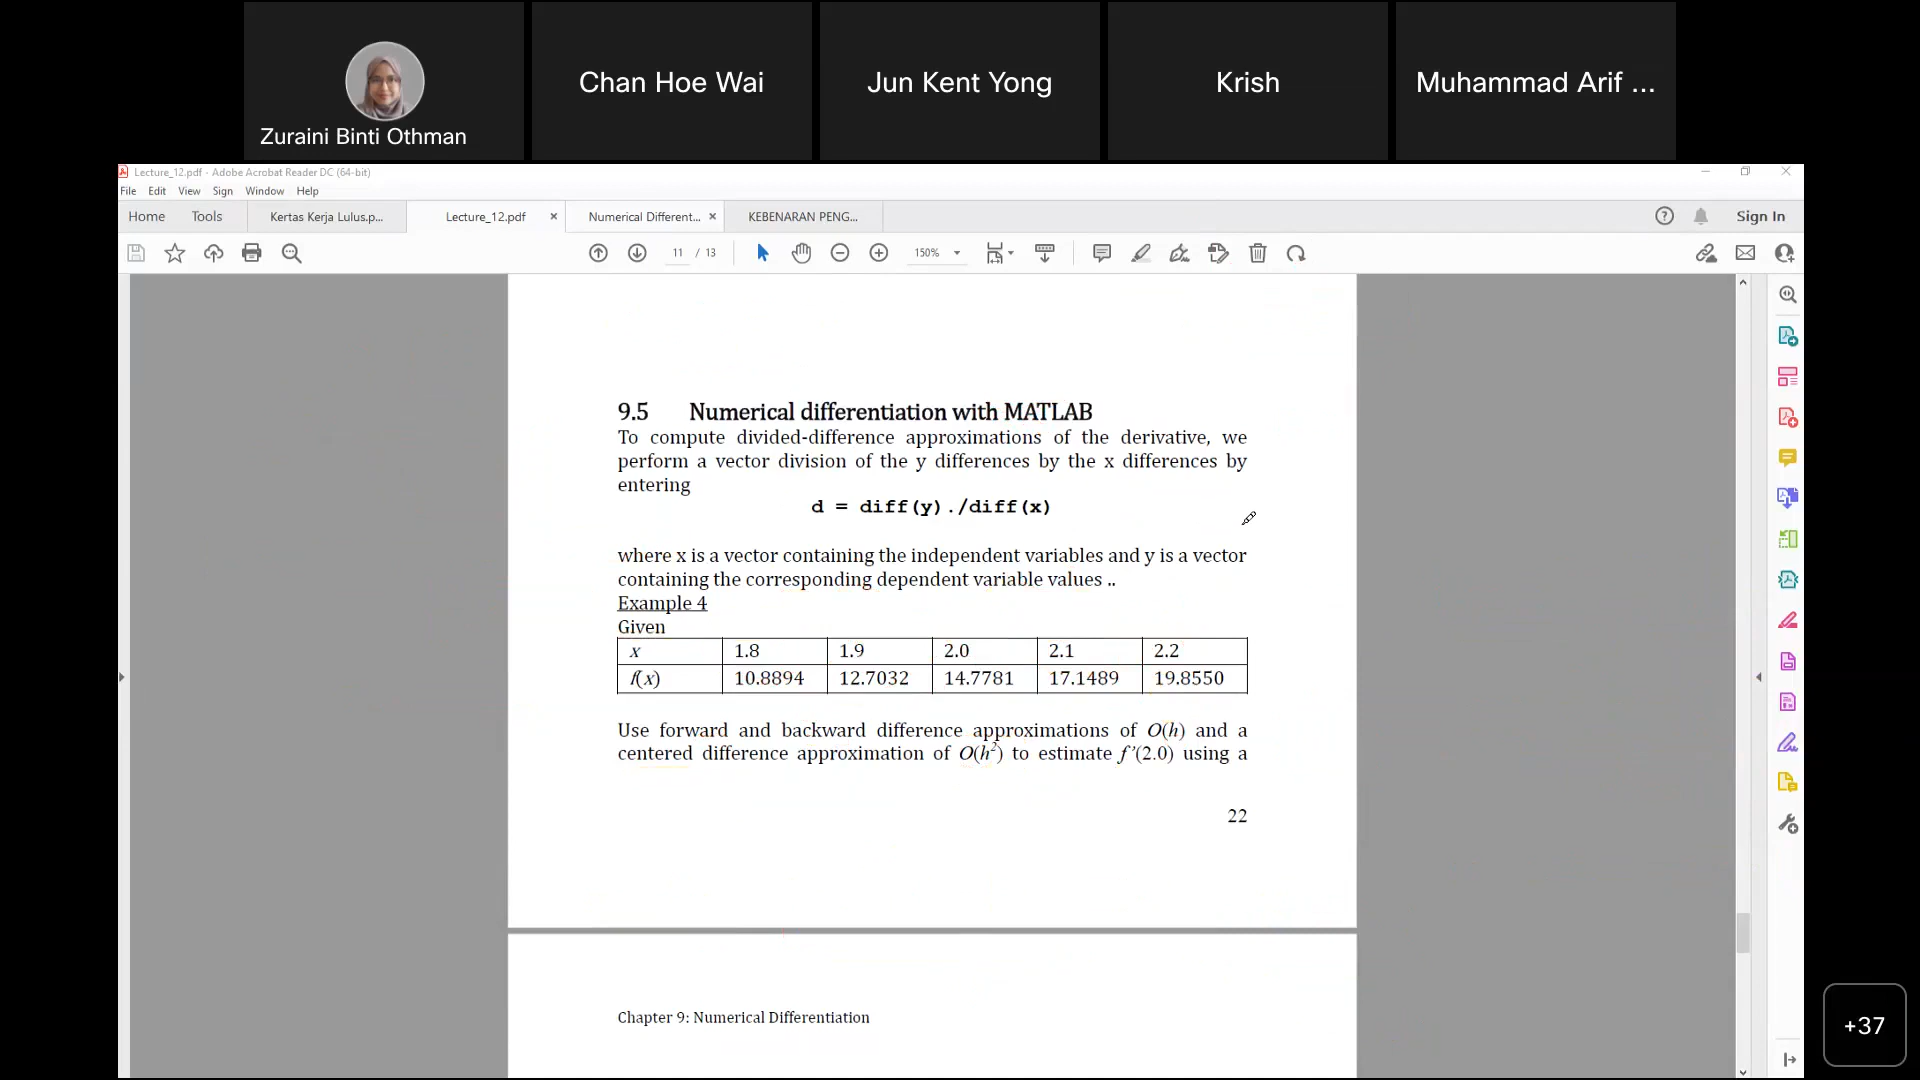 Zuraini Binti Othman
Chan Hoe Wai
Jun Kent Yong
Krish
Muhammad Arif ...
Lecture_12.pdf - Adobe Acrobat Reader DC (64-bit)
File Edit View Sign Window Help
Home Tools Kertas Kerja Lulus.p... Lecture_12.pdf × Numerical Different... × KEBENARAN PENG... Sign In
11 / 13 150%
9.5 Numerical differentiation with MATLAB
To compute divided-difference approximations of the derivative, we
perform a vector division of the y differences by the x differences by
entering
d = diff(y)./diff(x)
where x is a vector containing the independent variables and y is a vector
containing the corresponding dependent variable values ..
Example 4
Given
x 1.8 1.9 2.0 2.1 2.2
f(x) 10.8894 12.7032 14.7781 17.1489 19.8550
Use forward and backward difference approximations of O(h) and a
centered difference approximation of O(h²) to estimate f’(2.0) using a
22
Chapter 9: Numerical Differentiation
+37